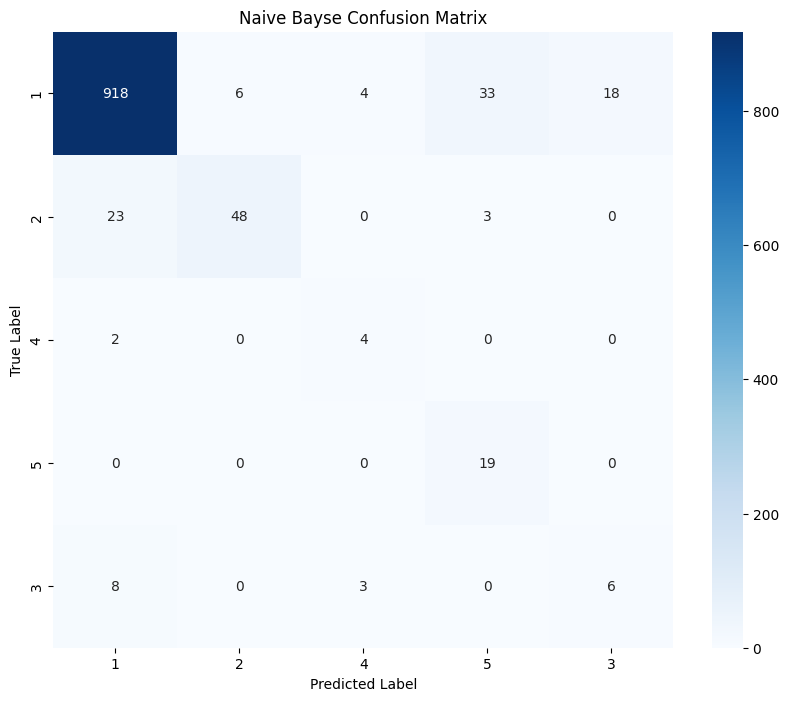 Naive Bayse Confusion Matrix
1 918 6 4 33 18
2 23 48 0 3 0
4 2 0 4 0 0
5 0 0 0 19 0
3 8 0 3 0 6
1 2 4 5 3
Predicted Label
True Label
800
600
400
200
0